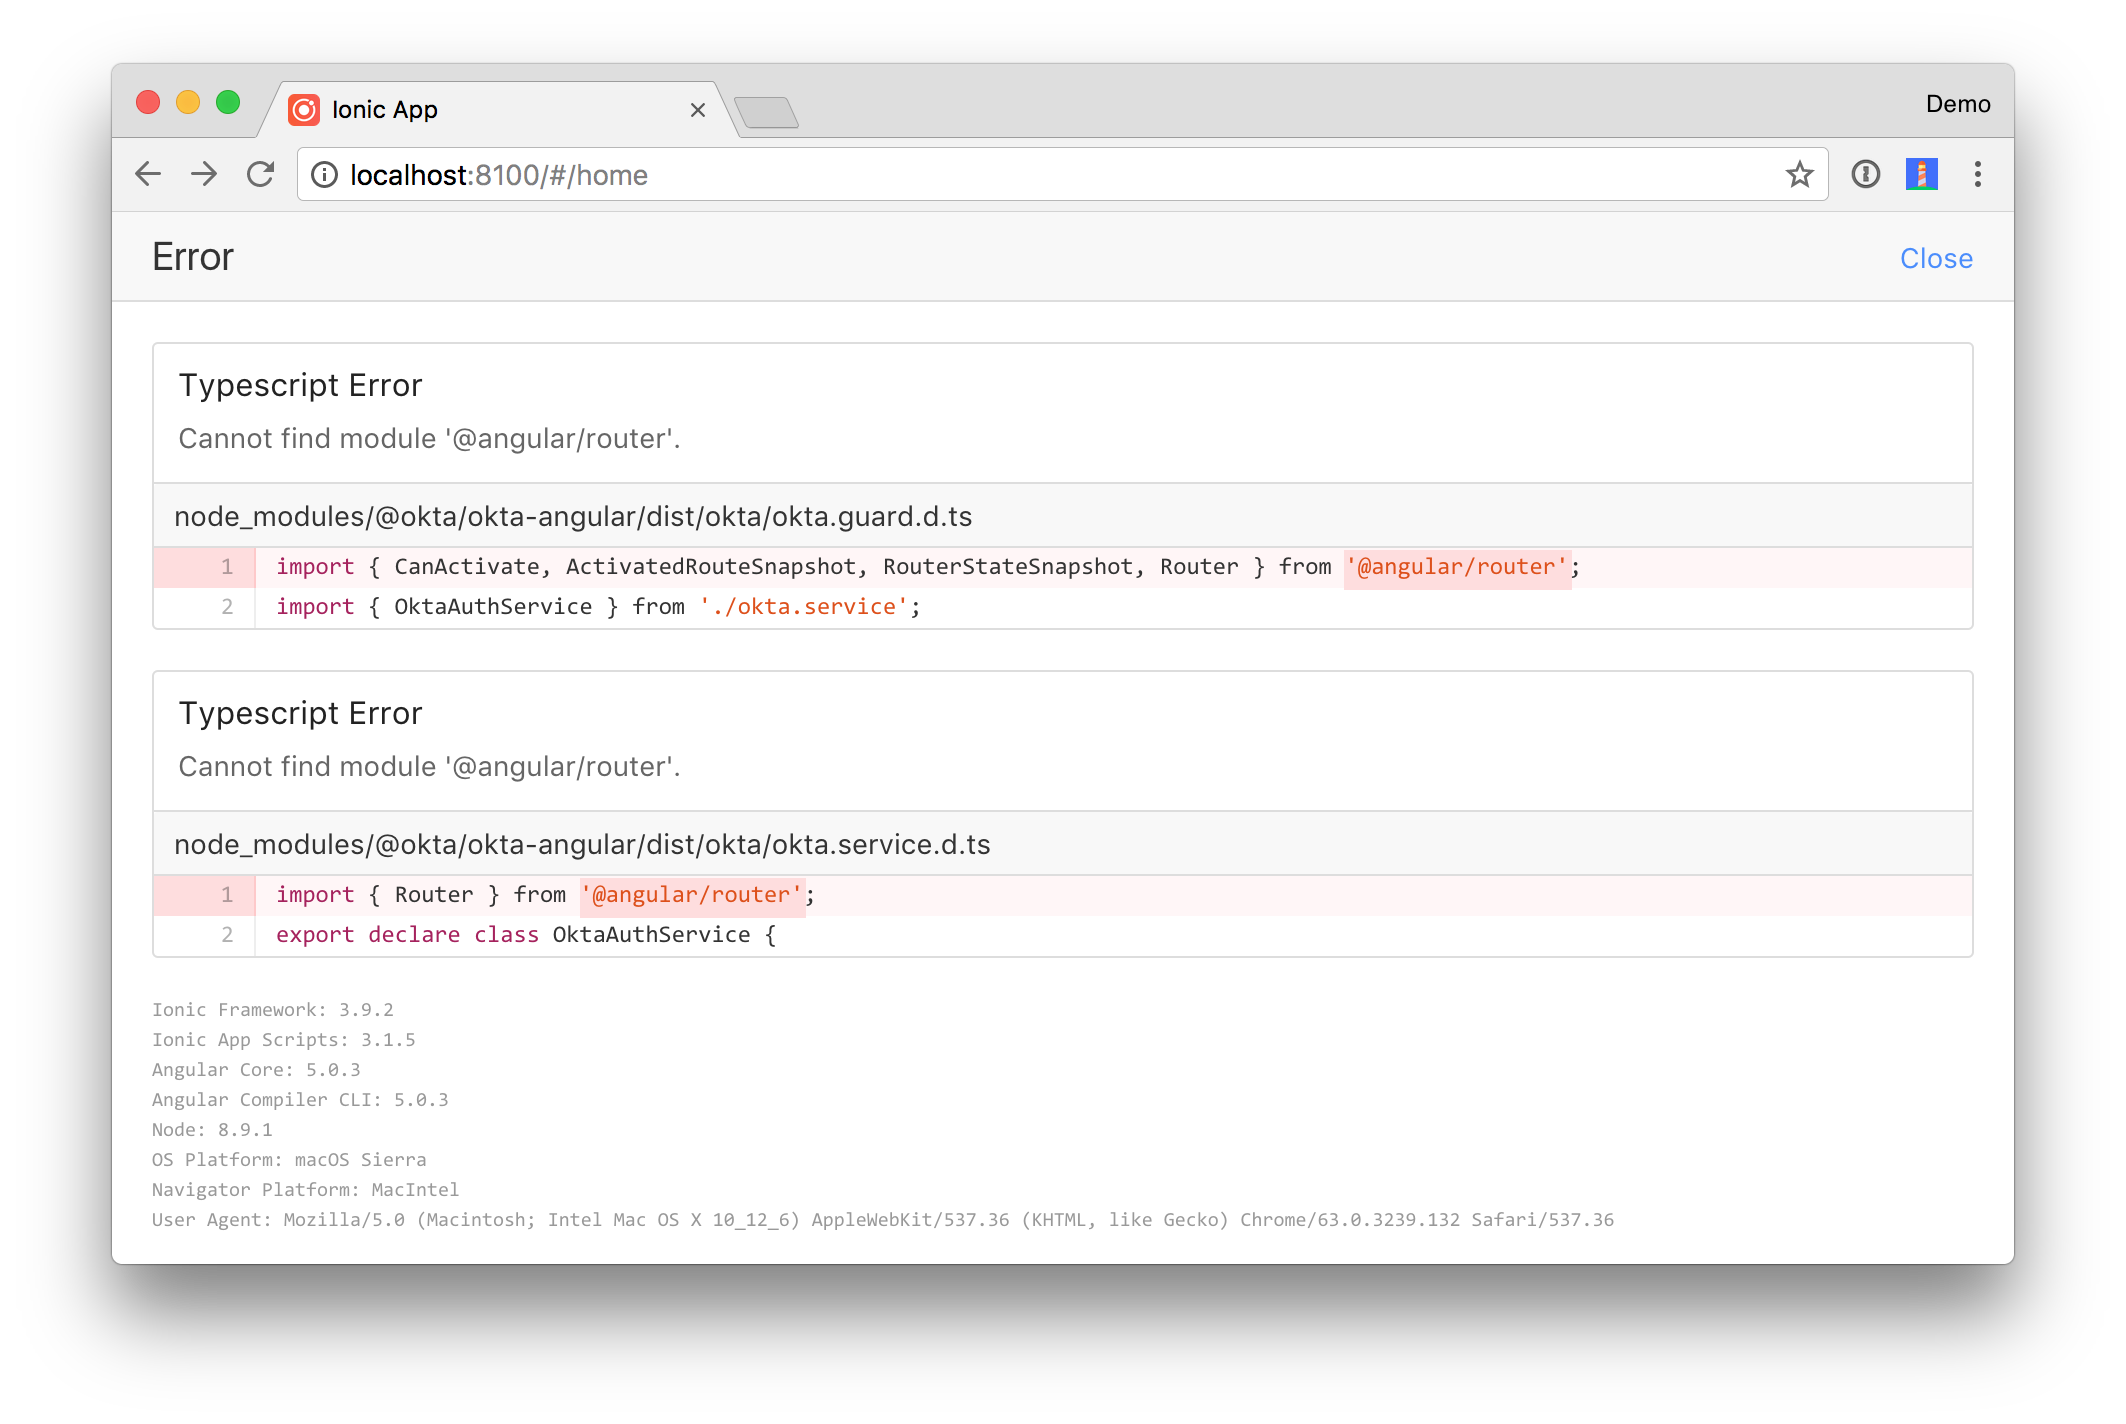 Ionic App
Demo
localhost:8100/#/home
Error
Close
Typescript Error
Cannot find module '@angular/router'.
node_modules/@okta/okta-angular/dist/okta/okta.guard.d.ts
1 import { CanActivate, ActivatedRouteSnapshot, RouterStateSnapshot, Router } from '@angular/router';
2 import { OktaAuthService } from './okta.service';
Typescript Error
Cannot find module '@angular/router'.
node_modules/@okta/okta-angular/dist/okta/okta.service.d.ts
1 import { Router } from '@angular/router';
2 export declare class OktaAuthService {
Ionic Framework: 3.9.2
Ionic App Scripts: 3.1.5
Angular Core: 5.0.3
Angular Compiler CLI: 5.0.3
Node: 8.9.1
OS Platform: macOS Sierra
Navigator Platform: MacIntel
User Agent: Mozilla/5.0 (Macintosh; Intel Mac OS X 10_12_6) AppleWebKit/537.36 (KHTML, like Gecko) Chrome/63.0.3239.132 Safari/537.36